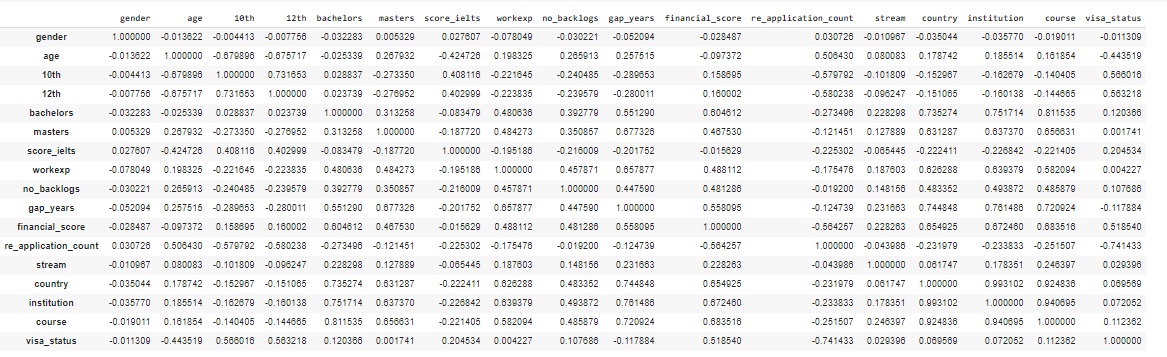 gender age 10th 12th bachelors masters score_ielts workexp no_backlogs gap_years financial_score re_application_count stream country institution course visa_status
gender 1.000000 -0.013622 -0.004413 -0.007756 -0.032283 0.005329 0.027607 -0.078049 -0.030221 -0.052094 -0.028487 0.030726 -0.010967 -0.035044 -0.035770 -0.019011 -0.011309
age -0.013622 1.000000 -0.679896 -0.675717 -0.025339 0.267932 -0.424726 0.198325 0.265913 0.257515 -0.097372 0.506430 0.080083 0.178742 0.185514 0.161854 -0.443519
10th -0.004413 -0.679896 1.000000 0.731653 0.028837 -0.273350 0.408116 -0.221645 -0.240485 -0.289653 0.158695 -0.579792 -0.101809 -0.152967 -0.162679 -0.140405 0.566016
12th -0.007756 -0.675717 0.731653 1.000000 0.023739 -0.276952 0.402999 -0.223835 -0.239579 -0.280011 0.160002 -0.580238 -0.096247 -0.151065 -0.160138 -0.144665 0.563218
bachelors -0.032283 -0.025339 0.028837 0.023739 1.000000 0.313258 -0.083479 0.480636 0.392779 0.551290 0.604612 -0.273496 0.228298 0.735274 0.751714 0.811535 0.120366
masters 0.005329 0.267932 -0.273350 -0.276952 0.313258 1.000000 -0.187720 0.484273 0.350857 0.677326 0.467530 -0.121451 0.127889 0.631287 0.637370 0.656631 0.001741
score_ielts 0.027607 -0.424726 0.408116 0.402999 -0.083479 -0.187720 1.000000 -0.195186 -0.216009 -0.201752 -0.015629 -0.225302 -0.065445 -0.222411 -0.226842 -0.221405 0.204534
workexp -0.078049 0.198325 -0.221645 -0.223835 0.480636 0.484273 -0.195186 1.000000 0.457871 0.657877 0.488112 -0.175476 0.187603 0.626288 0.639379 0.582094 0.004227
no_backlogs -0.030221 0.265913 -0.240485 -0.239579 0.392779 0.350857 -0.216009 0.457871 1.000000 0.447590 0.481286 -0.019200 0.148156 0.483352 0.493872 0.485879 0.107686
gap_years -0.052094 0.257515 -0.289653 -0.280011 0.551290 0.677326 -0.201752 0.657877 0.447590 1.000000 0.558095 -0.124739 0.231663 0.744848 0.761486 0.720924 -0.117884
financial_score -0.028487 -0.097372 0.158695 0.160002 0.604612 0.467530 -0.015629 0.488112 0.481286 0.558095 1.000000 -0.564257 0.228263 0.654925 0.672460 0.683516 0.518540
re_application_count 0.030726 0.506430 -0.579792 -0.580238 -0.273496 -0.121451 -0.225302 -0.175476 -0.019200 -0.124739 -0.564257 1.000000 -0.043986 -0.231979 -0.233833 -0.251507 -0.741433
stream -0.010967 0.080083 -0.101809 -0.096247 0.228298 0.127889 -0.065445 0.187603 0.148156 0.231663 0.228263 -0.043986 1.000000 0.061747 0.178351 0.246397 0.029396
country -0.035044 0.178742 -0.152967 -0.151065 0.735274 0.631287 -0.222411 0.626288 0.483352 0.744848 0.654925 -0.231979 0.061747 1.000000 0.993102 0.924836 0.069569
institution -0.035770 0.185514 -0.162679 -0.160138 0.751714 0.637370 -0.226842 0.639379 0.493872 0.761486 0.672460 -0.233833 0.178351 0.993102 1.000000 0.940695 0.072052
course -0.019011 0.161854 -0.140405 -0.144665 0.811535 0.656631 -0.221405 0.582094 0.485879 0.720924 0.683516 -0.251507 0.246397 0.924836 0.940695 1.000000 0.112362
visa_status -0.011309 -0.443519 0.566016 0.563218 0.120366 0.001741 0.204534 0.004227 0.107686 -0.117884 0.518540 -0.741433 0.029396 0.069569 0.072052 0.112362 1.000000